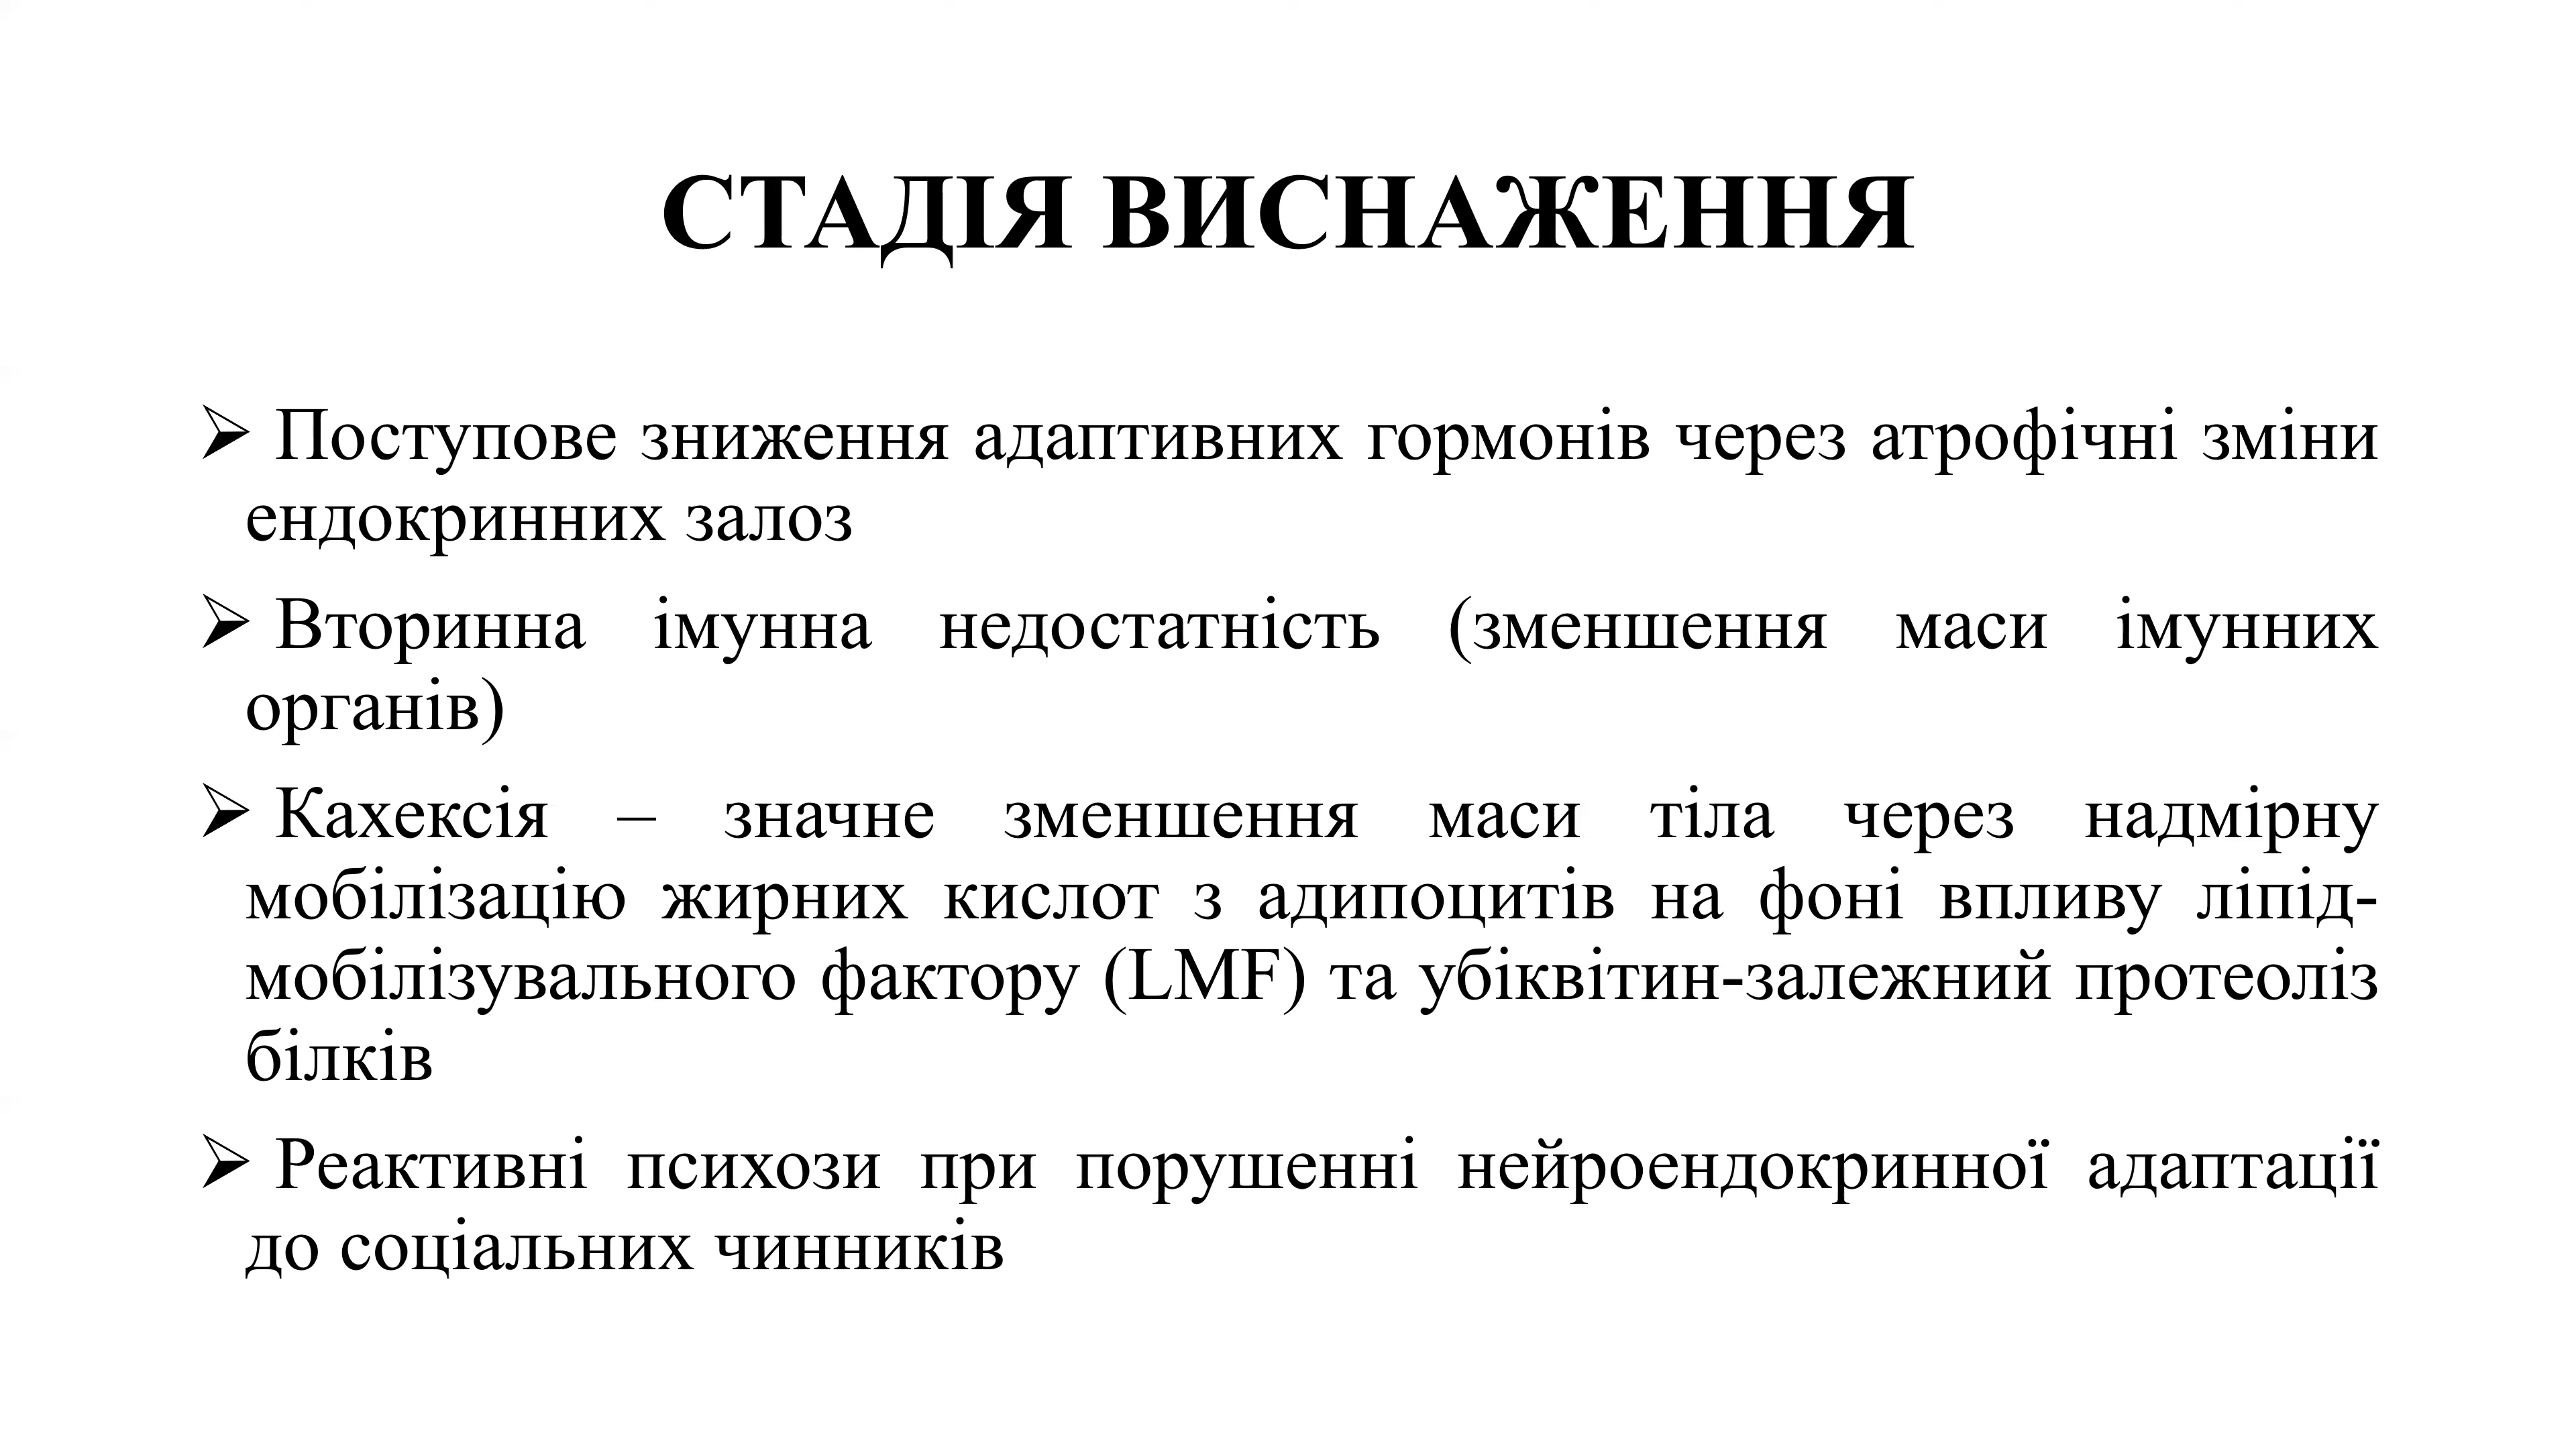 СТАДІЯ ВИСНАЖЕННЯ
➢ Поступове зниження адаптивних гормонів через атрофічні зміни
ендокринних залоз
➢ Вторинна імунна недостатність (зменшення маси імунних
органів)
➢ Кахексія – значне зменшення маси тіла через надмірну
мобілізацію жирних кислот з адипоцитів на фоні впливу ліпід-
мобілізувального фактору (LMF) та убіквітин-залежний протеоліз
білків
➢ Реактивні психози при порушенні нейроендокринної адаптації
до соціальних чинників